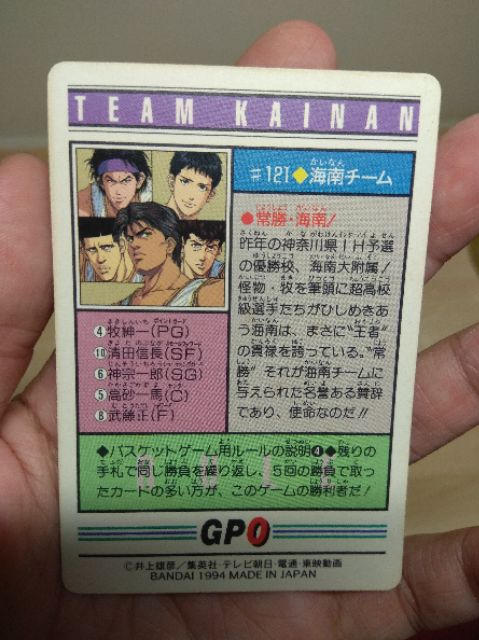 TEAM KAINAN
#121◆海南チーム
●常勝・海南!
昨年の神奈川県IH予選
の優勝校、海南大附属!
怪物・牧を筆頭に超高校
級選手たちがひしめきあ
う海南は、まさに"王者"
の貫禄を誇っている。"常
勝"それが海南チームに
与えられた名誉ある賛辞
であり、使命なのだ!!
④牧紳一(PG)
⑩清田信長(SF)
⑥神宗一郎(SG)
⑤高砂一馬(C)
⑧武藤正(F)
◆バスケットゲーム用ルールの説明❹◆残りの
手札で同じ勝負を繰り返し、5回の勝負で取っ
たカードの多い方が、このゲームの勝利者だ!
GPO
©井上雄彦/集英社・テレビ朝日・電通・東映動画
BANDAI 1994 MADE IN JAPAN